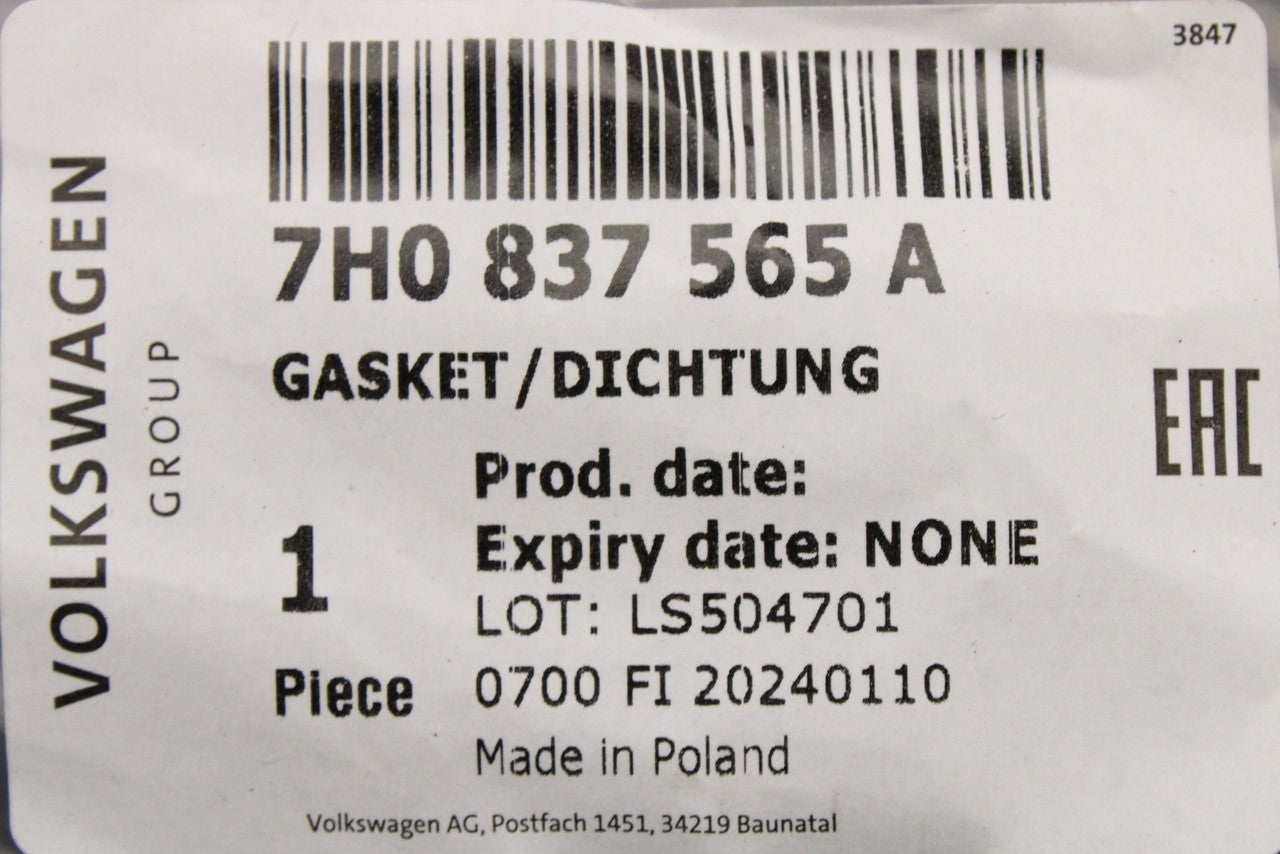 3847
7H0 837 565 A
GASKET/DICHTUNG
VOLKSWAGEN
GROUP
EAC
Prod. date:
Expiry date: NONE
1
LOT: LS504701
Piece
0700 FI 20240110
Made in Poland
Volkswagen AG, Postfach 1451, 34219 Baunatal